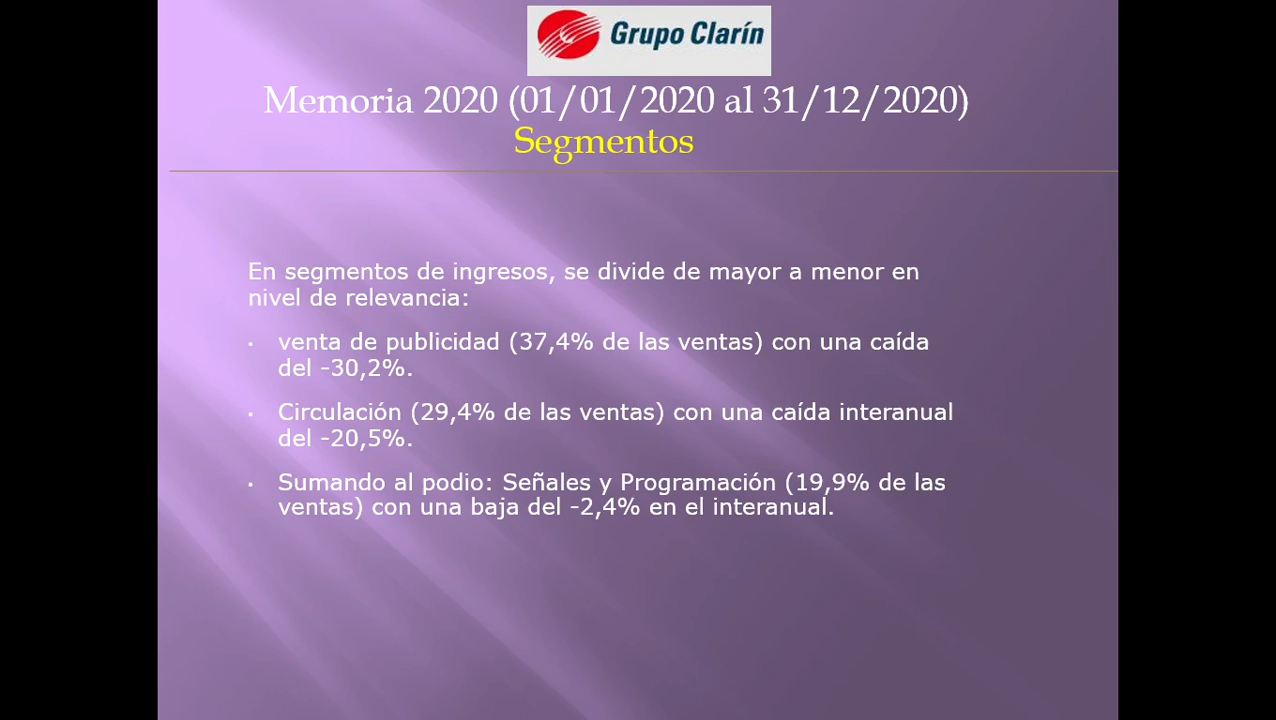 Grupo Clarín
Memoria 2020 (01/01/2020 al 31/12/2020)
Segmentos
En segmentos de ingresos, se divide de mayor a menor en
nivel de relevancia:
• venta de publicidad (37,4% de las ventas) con una caída
del -30,2%.
• Circulación (29,4% de las ventas) con una caída interanual
del -20,5%.
• Sumando al podio: Señales y Programación (19,9% de las
ventas) con una baja del -2,4% en el interanual.